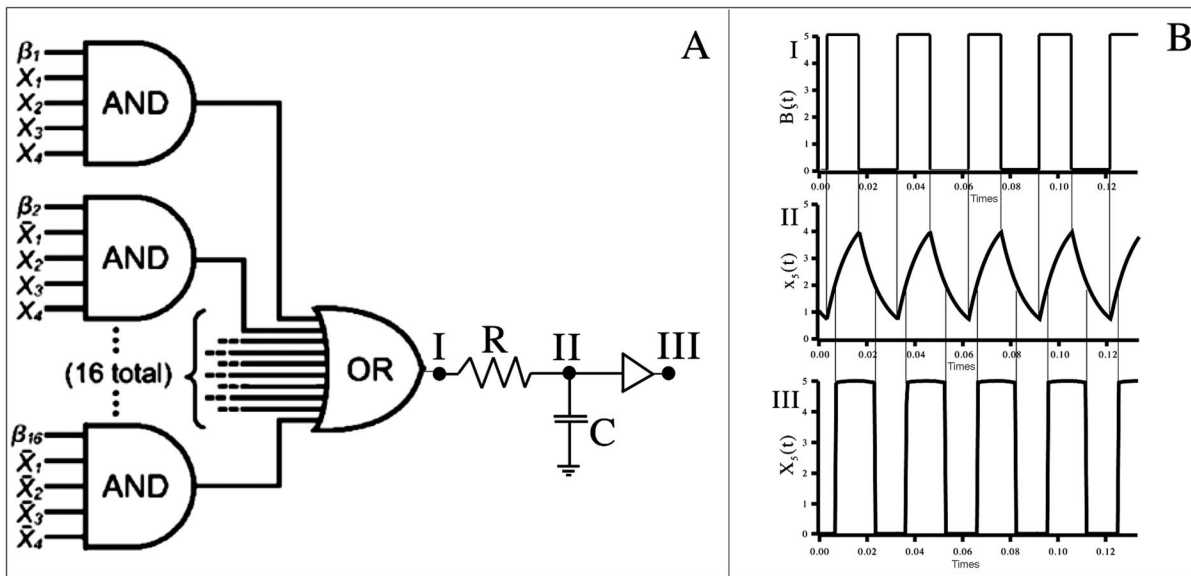 A
β₁
X₁
X₂
X₃
X₄
AND
β₂
X̄₁
X₂
X₃
X₄
AND
(16 total)
β₁₆
X̄₁
X̄₂
X̄₃
X̄₄
AND
OR
I
R
II
III
C
B
I
B₅(t)
5
4
3
2
1
0
0.00 0.02 0.04 0.06 0.08 0.10 0.12
Times
II
x₅(t)
5
4
3
2
1
0
0.00 0.02 0.04 0.06 0.08 0.10 0.12
Times
III
X₅(t)
5
4
3
2
1
0
0.00 0.02 0.04 0.06 0.08 0.10 0.12
Times